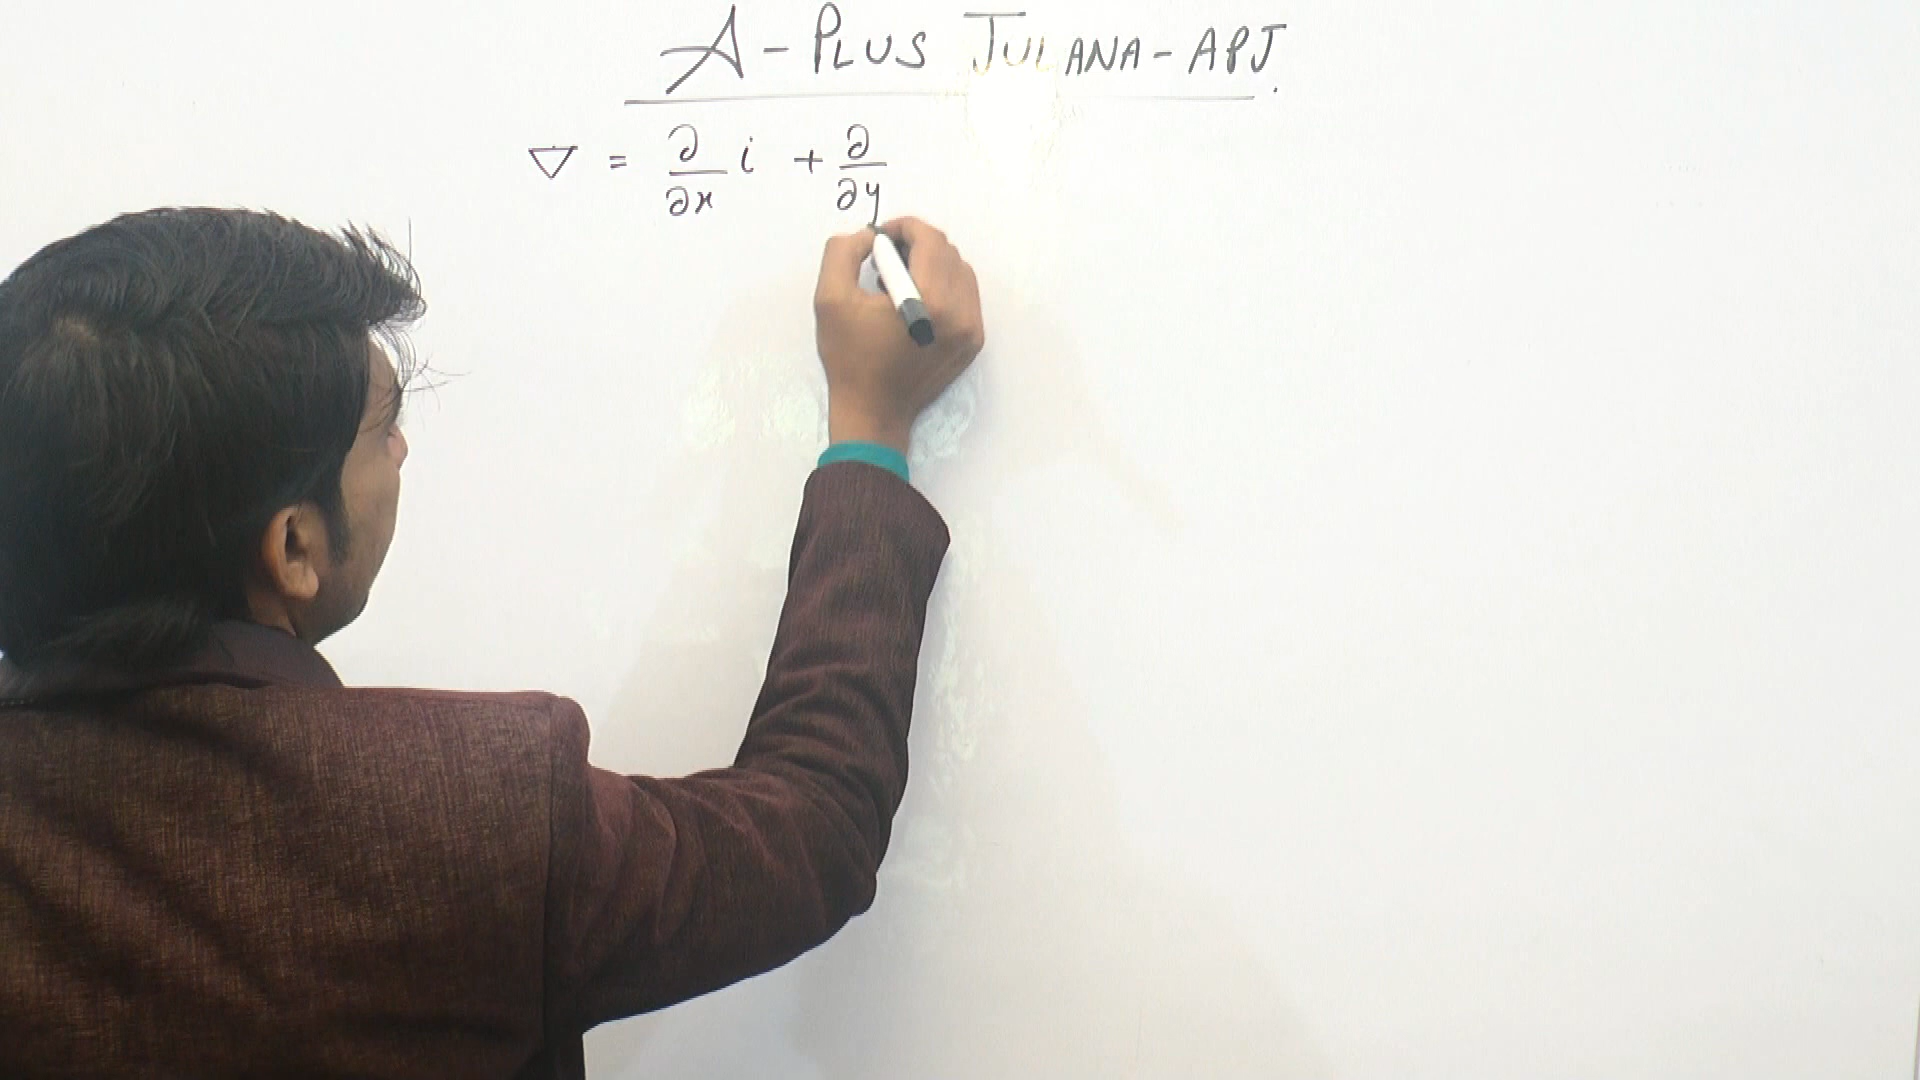 A-PLUS JULANA-APJ.
∇ = ∂/∂x i + ∂/∂y